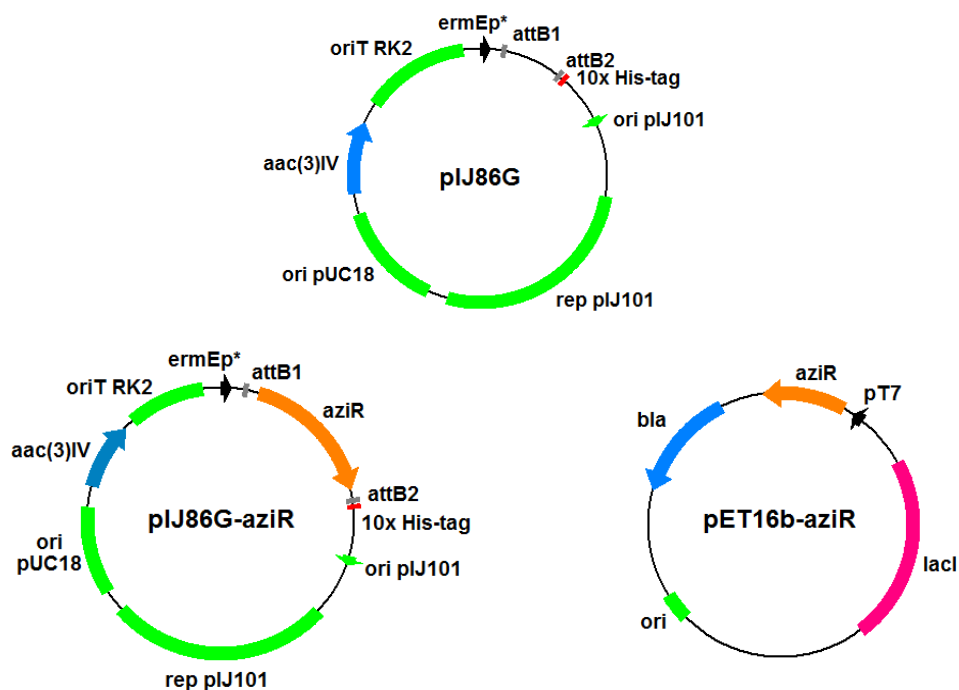 ermEp*
attB1
oriT RK2
attB2
10x His-tag
ori pIJ101
aac(3)IV
pIJ86G
ori pUC18
rep pIJ101
ermEp*
attB1
oriT RK2
aziR
aac(3)IV
attB2
10x His-tag
pIJ86G-aziR
ori
pUC18
ori pIJ101
rep pIJ101
aziR
pT7
bla
pET16b-aziR
lacI
ori